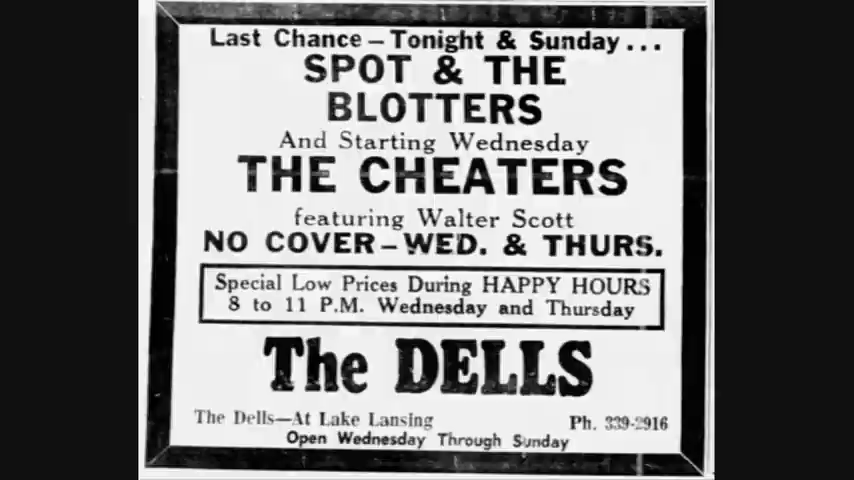 Last Chance – Tonight & Sunday...
SPOT & THE
BLOTTERS
And Starting Wednesday
THE CHEATERS
featuring Walter Scott
NO COVER – WED. & THURS.
Special Low Prices During HAPPY HOURS
8 to 11 P.M. Wednesday and Thursday
The DELLS
The Dells—At Lake Lansing Ph. 339-2916
Open Wednesday Through Sunday